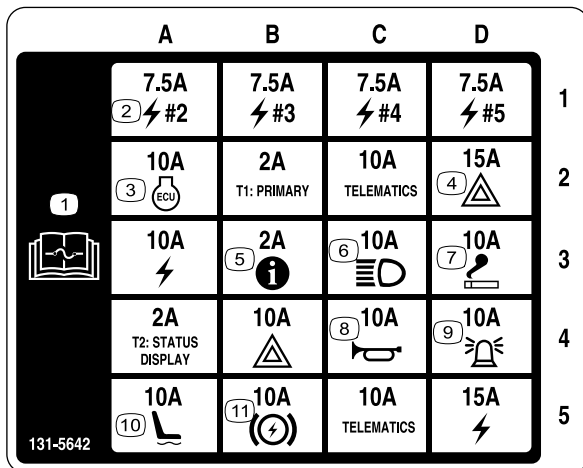 A B C D
7.5A 7.5A 7.5A 7.5A 1
2 #2 #3 #4 #5
10A 2A 10A 15A 2
3 ECU T1: PRIMARY TELEMATICS 4
1
10A 2A 10A 10A 3
5 i 6 7
2A 10A 10A 10A 4
T2: STATUS 8 9
DISPLAY
10A 10A 10A 15A 5
10 11 TELEMATICS
131-5642